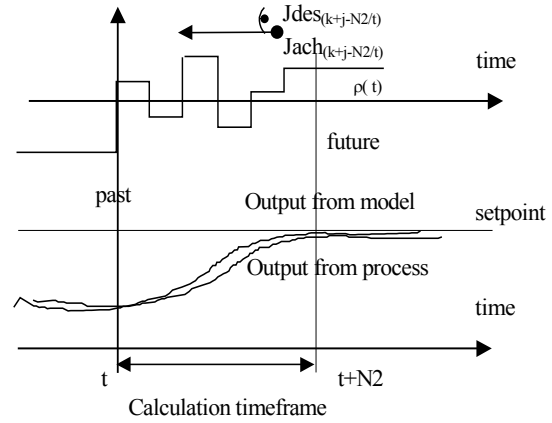 Jdes(k+j-N2/t)
Jach(k+j-N2/t)
time
ρ( t)
future
past
Output from model
setpoint
Output from process
time
t
t+N2
Calculation timeframe